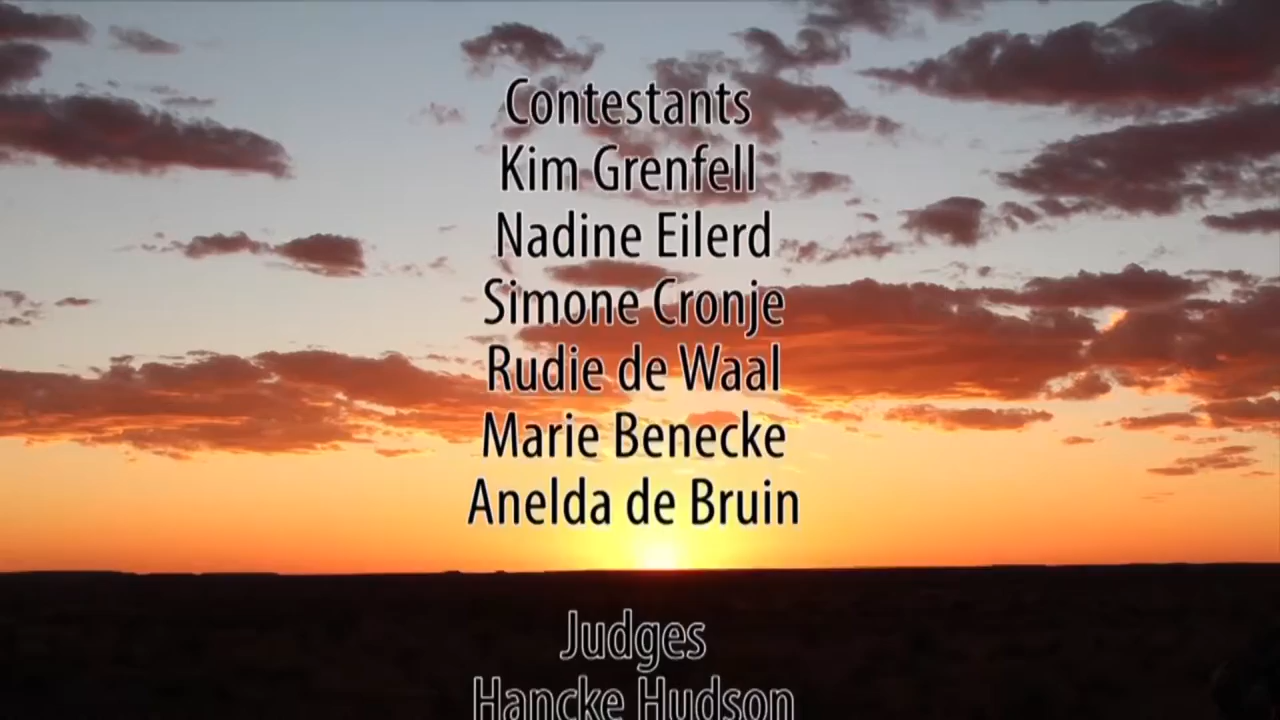 Contestants
Kim Grenfell
Nadine Eilerd
Simone Cronje
Rudie de Waal
Marie Benecke
Anelda de Bruin
Judges
Hancke Hudson